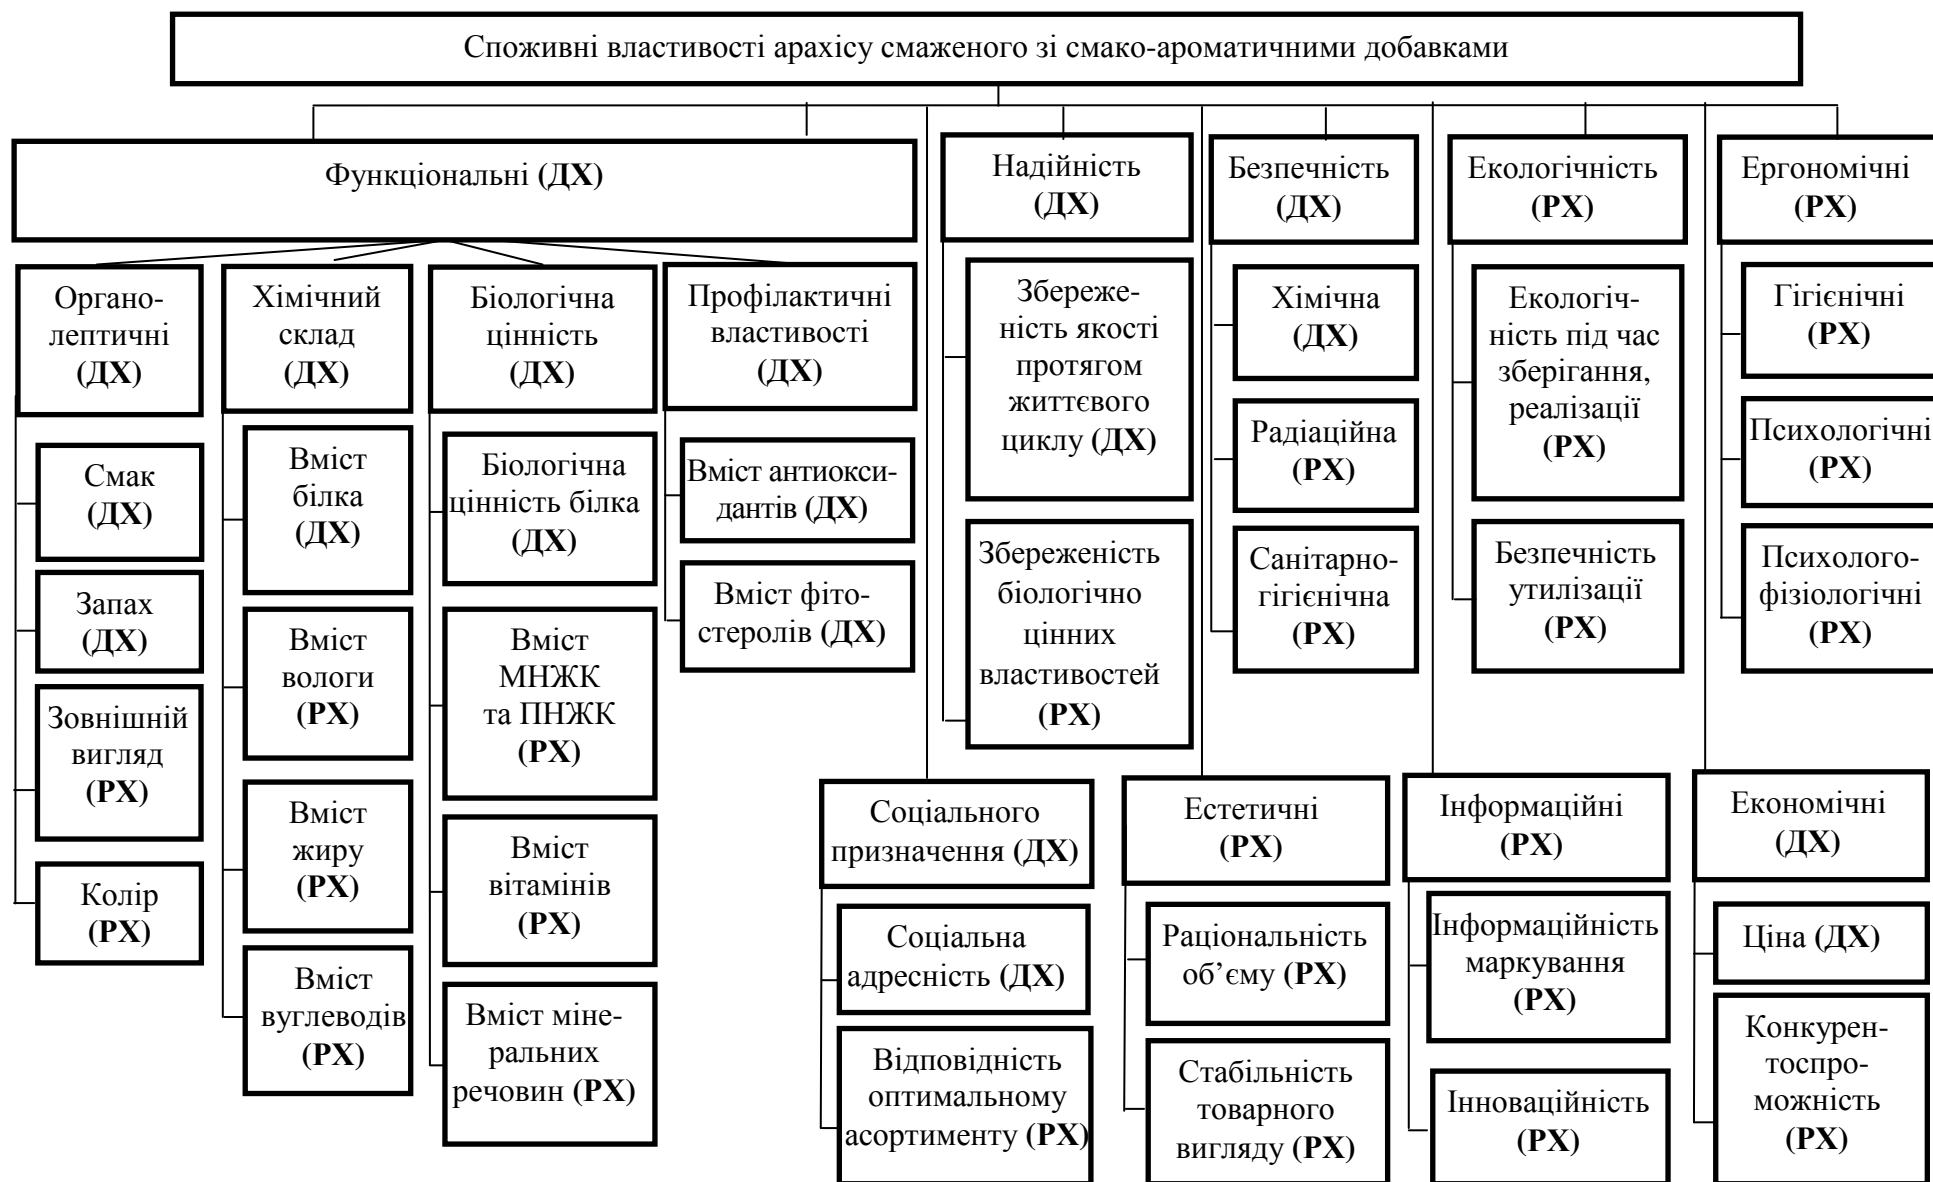 Споживні властивості арахісу смаженого зі смако-ароматичними добавками
Функціональні (ДХ)
Надійність
(ДХ)
Безпечність
(ДХ)
Екологічність
(РХ)
Ергономічні
(РХ)
Органо-
лептичні
(ДХ)
Хімічний
склад
(ДХ)
Біологічна
цінність
(ДХ)
Профілактичні
властивості
(ДХ)
Смак
(ДХ)
Запах
(ДХ)
Зовнішній
вигляд
(РХ)
Колір
(РХ)
Вміст
білка
(ДХ)
Вміст
вологи
(РХ)
Вміст
жиру
(РХ)
Вміст
вуглеводів
(РХ)
Біологічна
цінність білка
(ДХ)
Вміст
МНЖК
та ПНЖК
(РХ)
Вміст
вітамінів
(РХ)
Вміст міне-
ральних
речовин (РХ)
Вміст антиокси-
дантів (ДХ)
Вміст фіто-
стеролів (ДХ)
Збереже-
ність якості
протягом
життєвого
циклу (ДХ)
Збереженість
біологічно
цінних
властивостей
(РХ)
Хімічна
(ДХ)
Радіаційна
(РХ)
Санітарно-
гігієнічна
(РХ)
Екологіч-
ність під час
зберігання,
реалізації
(РХ)
Безпечність
утилізації
(РХ)
Гігієнічні
(РХ)
Психологічні
(РХ)
Психолого-
фізіологічні
(РХ)
Соціального
призначення (ДХ)
Соціальна
адресність (ДХ)
Відповідність
оптимальному
асортименту (РХ)
Естетичні
(РХ)
Раціональність
об’єму (РХ)
Стабільність
товарного
вигляду (РХ)
Інформаційні
(РХ)
Інформаційність
маркування
(РХ)
Інноваційність
(РХ)
Економічні
(ДХ)
Ціна (ДХ)
Конкурен-
тоспро-
можність
(РХ)